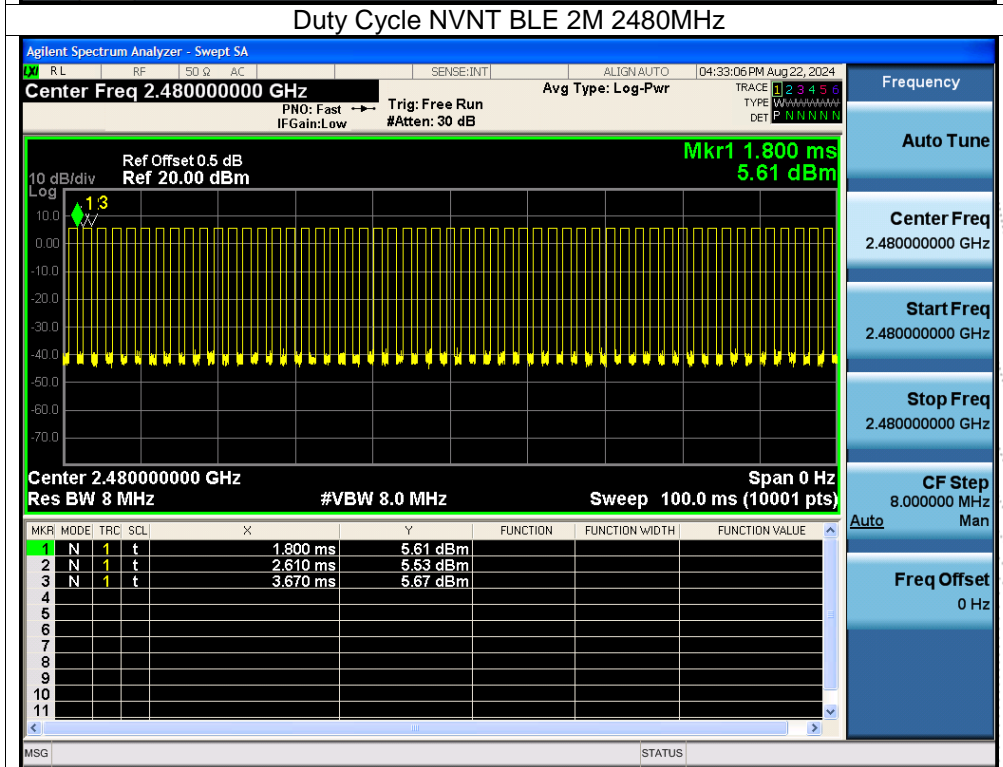 Duty Cycle NVNT BLE 2M 2480MHz
Agilent Spectrum Analyzer - Swept SA
LXI RL RF 50 Ω AC SENSE:INT ALIGN AUTO 04:33:06 PM Aug 22, 2024
Center Freq 2.480000000 GHz
PNO: Fast
IFGain:Low
Trig: Free Run
#Atten: 30 dB
Avg Type: Log-Pwr
TRACE 1 2 3 4 5 6
TYPE WWWWWW
DET P N N N N N
Ref Offset 0.5 dB
10 dB/div Ref 20.00 dBm
Log
Mkr1 1.800 ms
5.61 dBm
1 3
10.0
0.00
-10.0
-20.0
-30.0
-40.0
-50.0
-60.0
-70.0
Center 2.480000000 GHz Span 0 Hz
Res BW 8 MHz #VBW 8.0 MHz Sweep 100.0 ms (10001 pts)
MKR MODE TRC SCL X Y FUNCTION FUNCTION WIDTH FUNCTION VALUE
1 N 1 t 1.800 ms 5.61 dBm
2 N 1 t 2.610 ms 5.53 dBm
3 N 1 t 3.670 ms 5.67 dBm
4
5
6
7
8
9
10
11
MSG STATUS
Frequency
Auto Tune
Center Freq
2.480000000 GHz
Start Freq
2.480000000 GHz
Stop Freq
2.480000000 GHz
CF Step
8.000000 MHz
Auto Man
Freq Offset
0 Hz